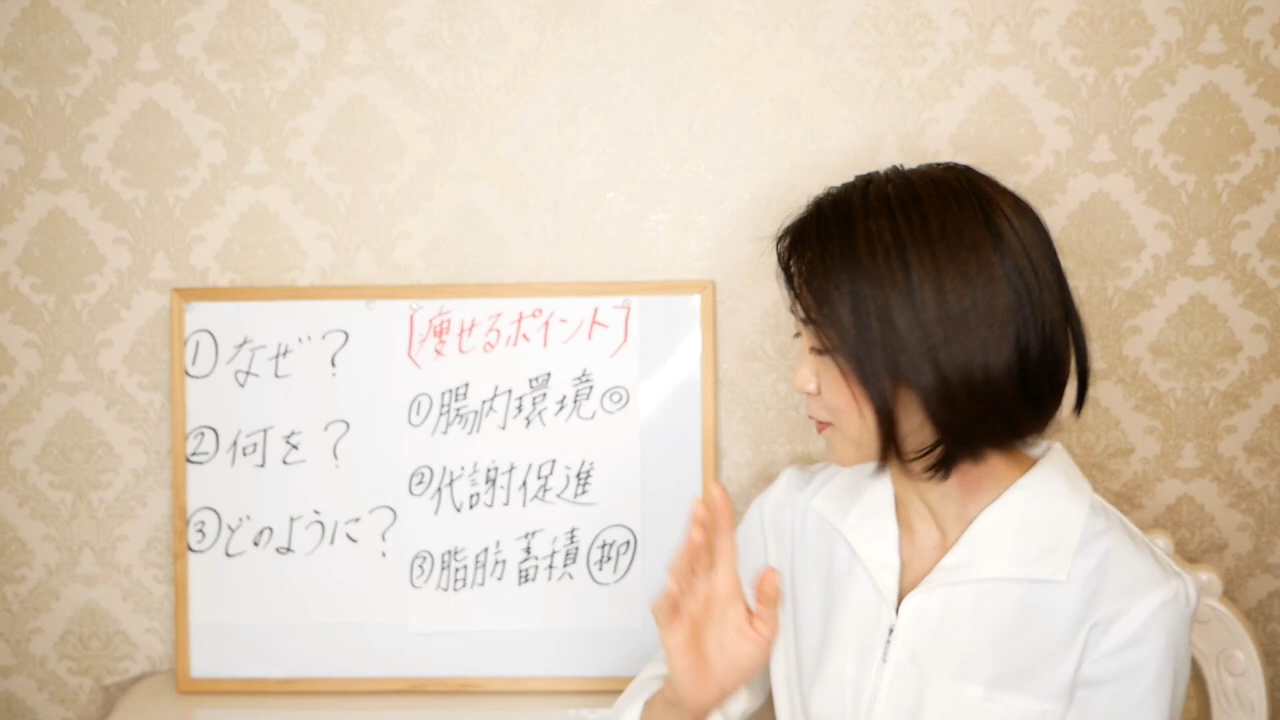 ①なぜ？
②何を？
③どのように？
[痩せるポイント]
①腸内環境◎
②代謝促進
③脂肪蓄積㊥抑